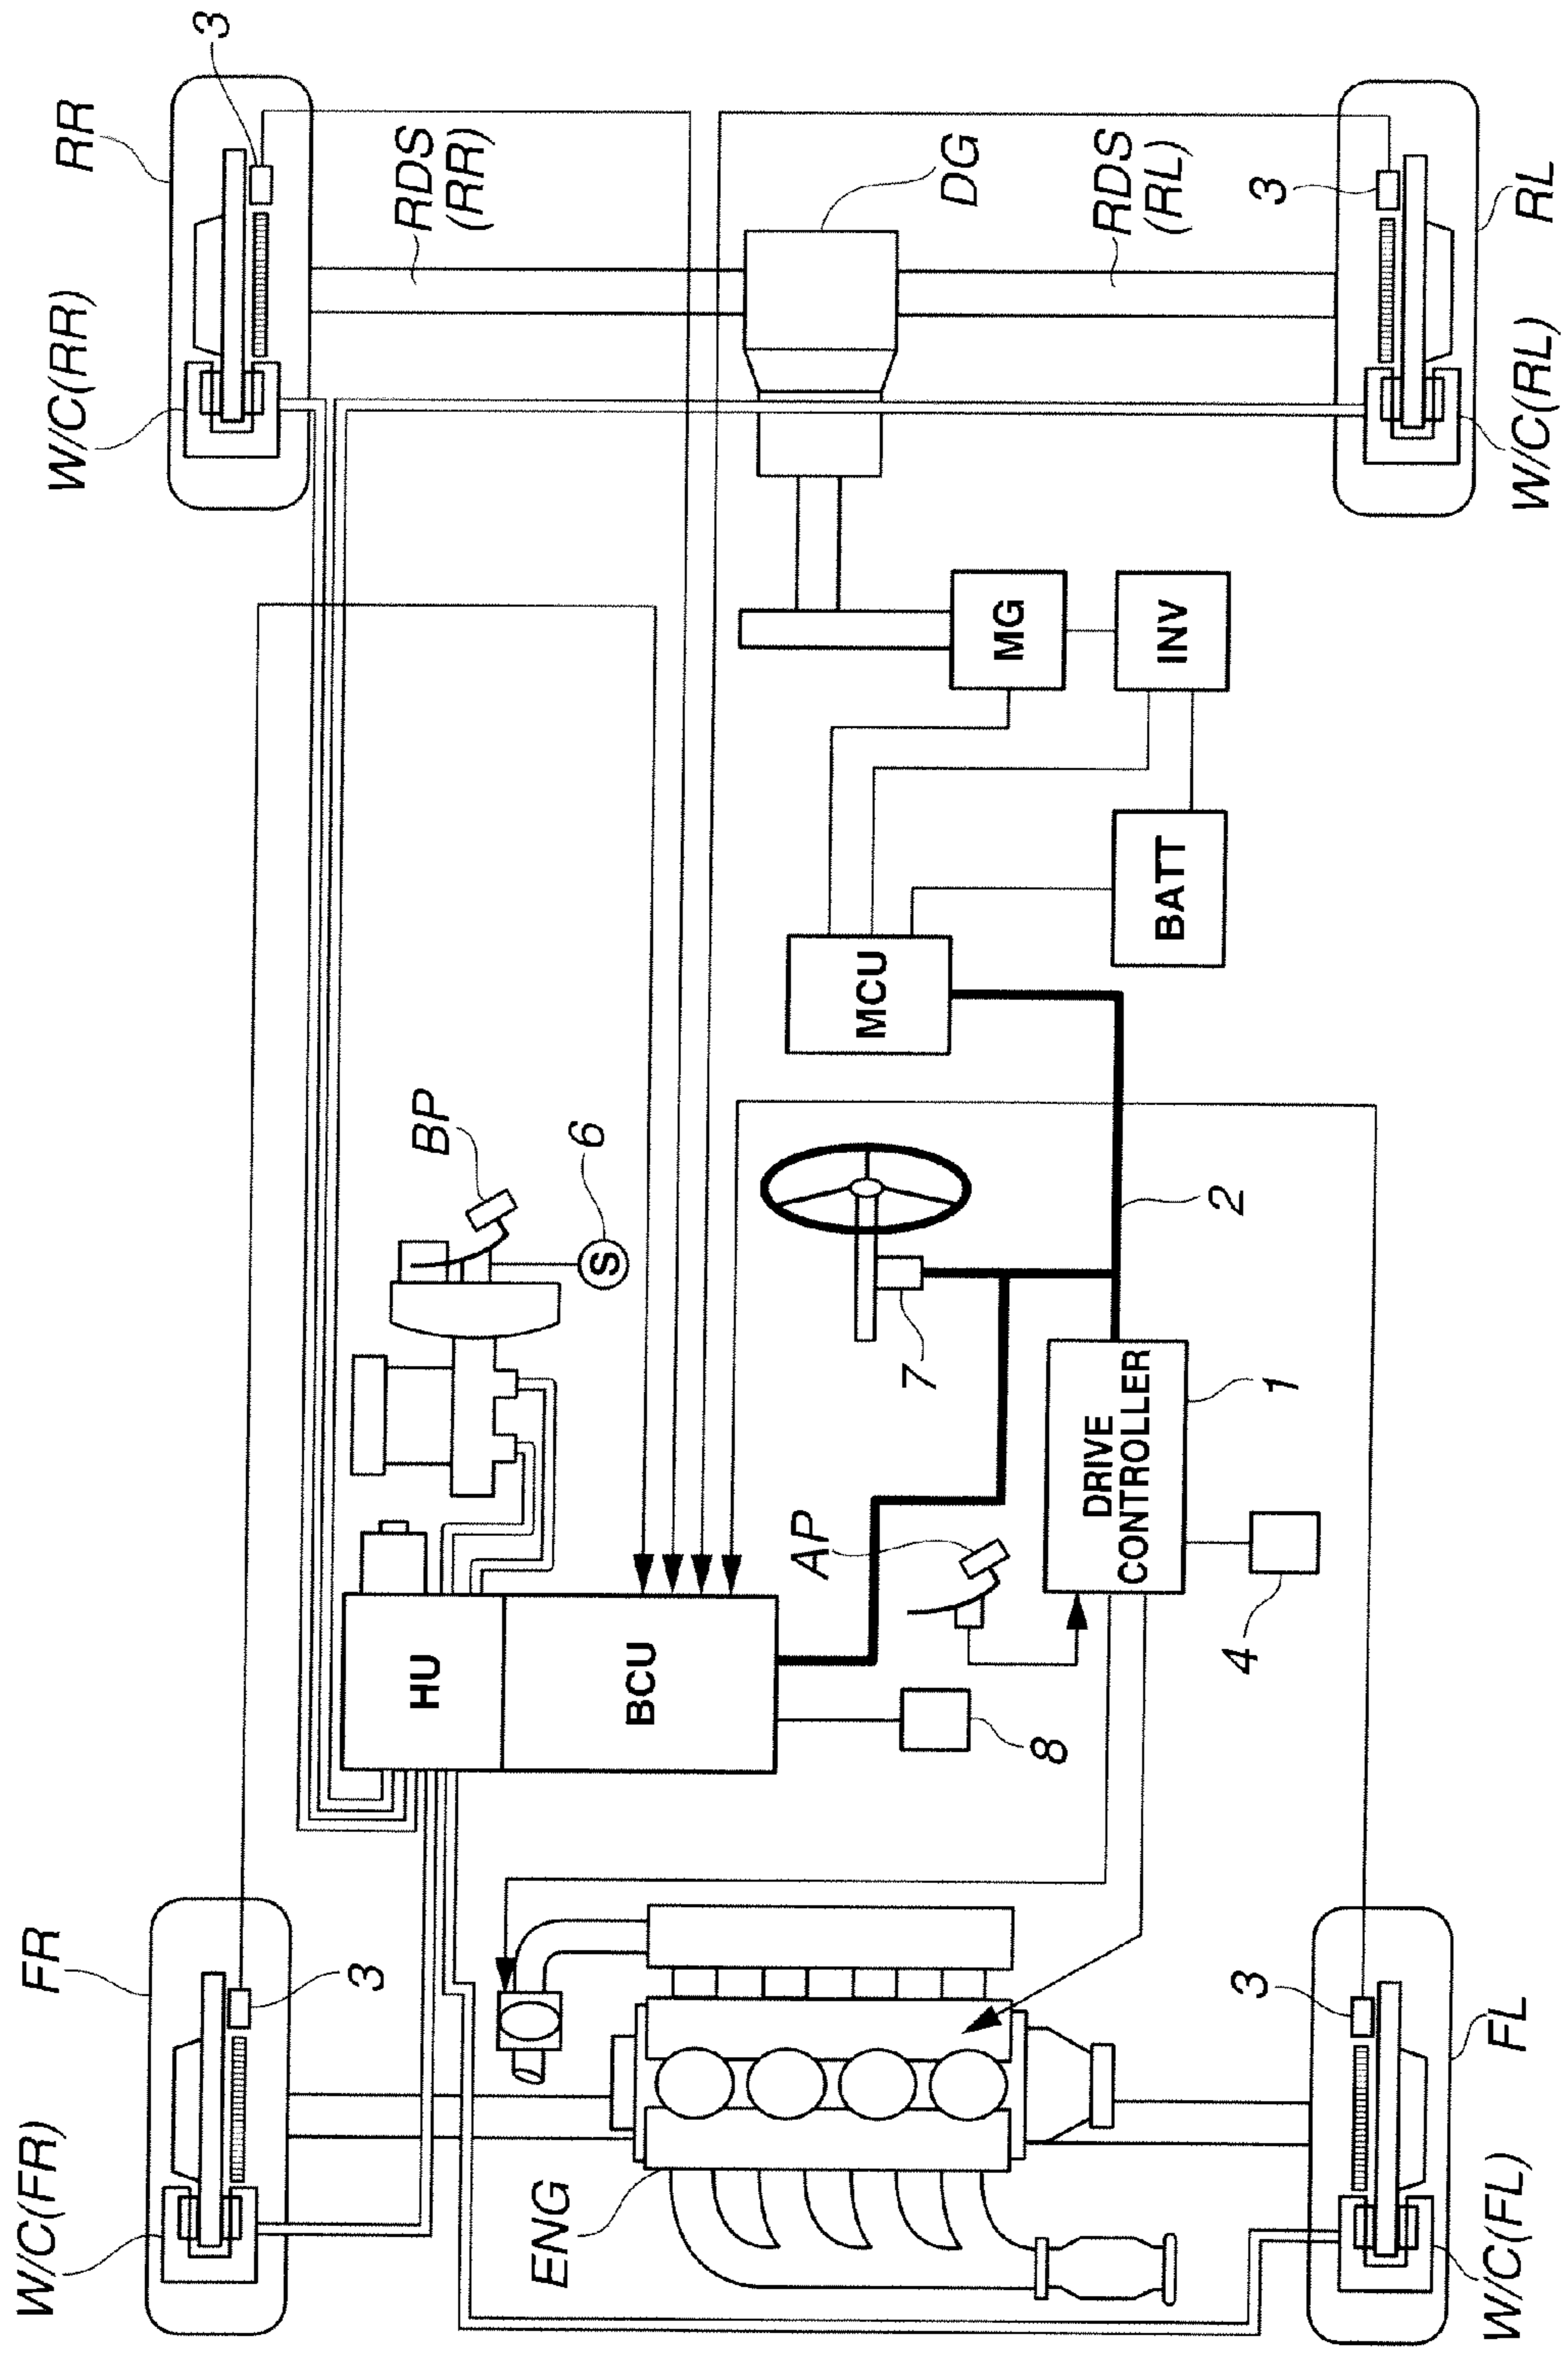 W/C(FR)
FR
3
W/C(RR)
RR
3
HU
BCU
BP
6
S
RDS
(RR)
ENG
8
AP
7
MCU
MG
DG
DRIVE
CONTROLLER
1
4
2
BATT
INV
RDS
(RL)
3
3
W/C(FL)
FL
W/C(RL)
RL